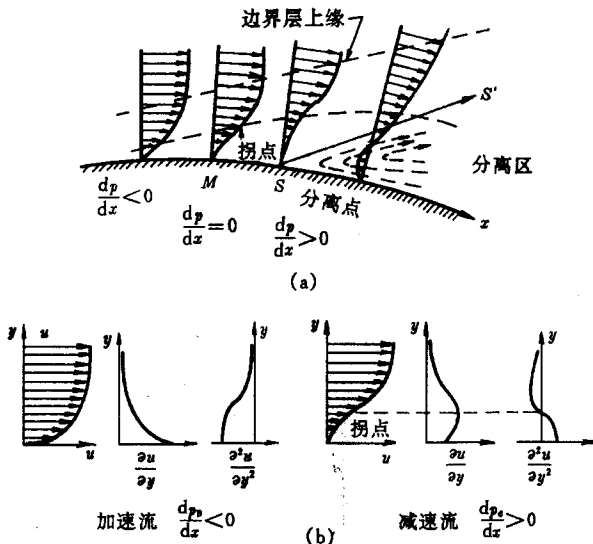 边界层上缘
S'
拐点
分离区
M
S
分离点
x
dp/dx<0
dp/dx=0
dp/dx>0
(a)
y u
y
y
y
y
y
u
∂u/∂y
∂²u/∂y²
拐点
u
∂u/∂y
∂²u/∂y²
加速流 dpₑ/dx<0
(b)
减速流 dpₑ/dx>0